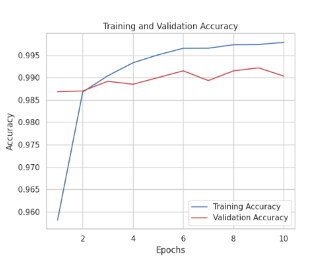 Training and Validation Accuracy
0.995
0.990
0.985
0.980
0.975
0.970
0.965
0.960
Accuracy
Training Accuracy
Validation Accuracy
2 4 6 8 10
Epochs